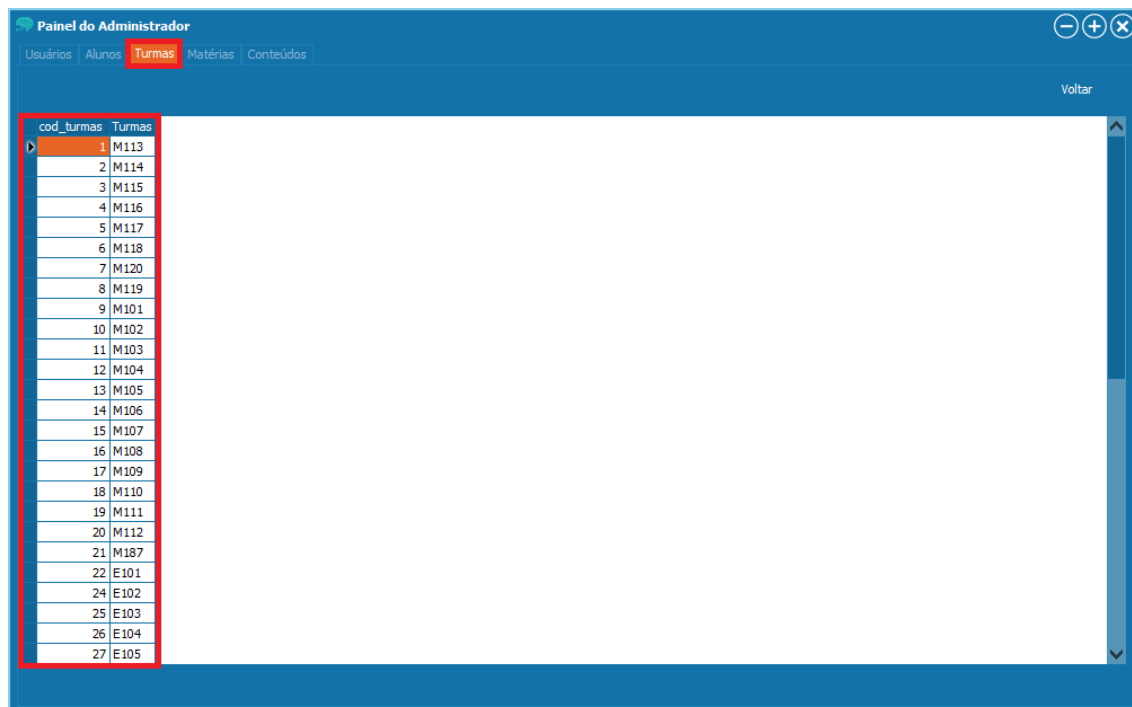 Painel do Administrador
Usuários Alunos Turmas Matérias Conteúdos
Voltar
cod_turmas Turmas
1 M113
2 M114
3 M115
4 M116
5 M117
6 M118
7 M120
8 M119
9 M101
10 M102
11 M103
12 M104
13 M105
14 M106
15 M107
16 M108
17 M109
18 M110
19 M111
20 M112
21 M187
22 E101
24 E102
25 E103
26 E104
27 E105